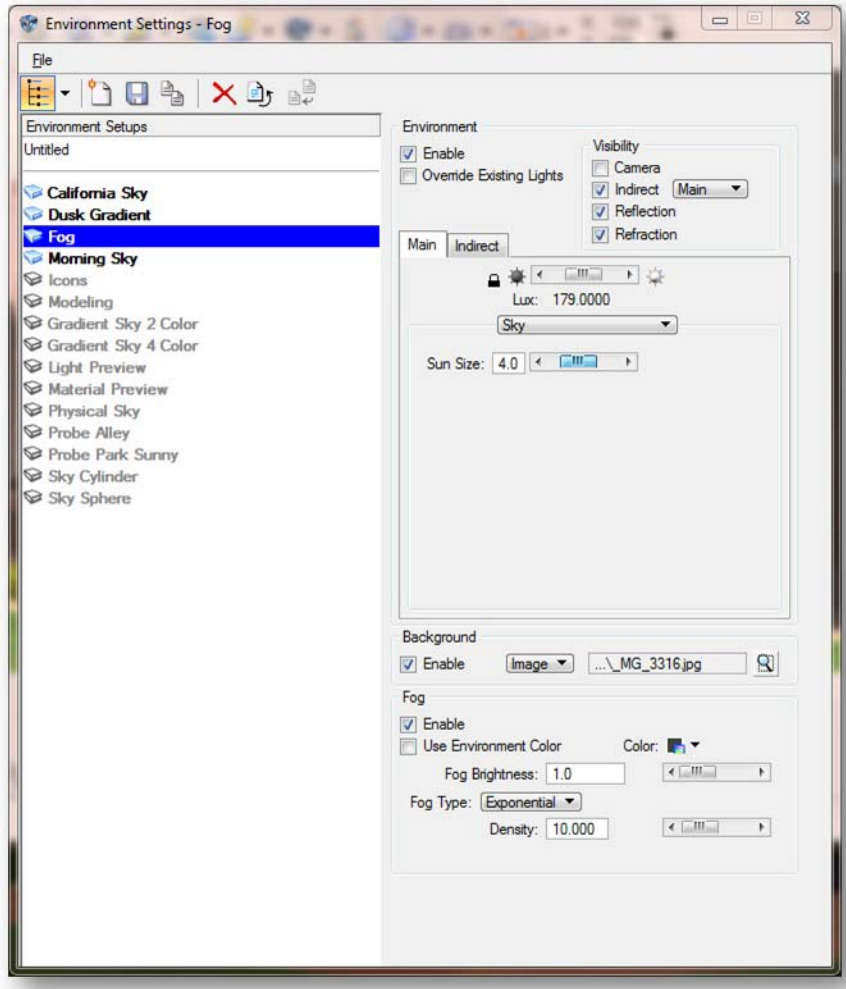 Environment Settings - Fog
File
Environment Setups
Untitled
California Sky
Dusk Gradient
Fog
Morning Sky
Icons
Modeling
Gradient Sky 2 Color
Gradient Sky 4 Color
Light Preview
Material Preview
Physical Sky
Probe Alley
Probe Park Sunny
Sky Cylinder
Sky Sphere
Environment
Enable
Override Existing Lights
Visibility
Camera
Indirect Main
Reflection
Refraction
Main Indirect
Lux: 179.0000
Sky
Sun Size: 4.0
Background
Enable Image ...\_MG_3316.jpg
Fog
Enable
Use Environment Color Color:
Fog Brightness: 1.0
Fog Type: Exponential
Density: 10.000